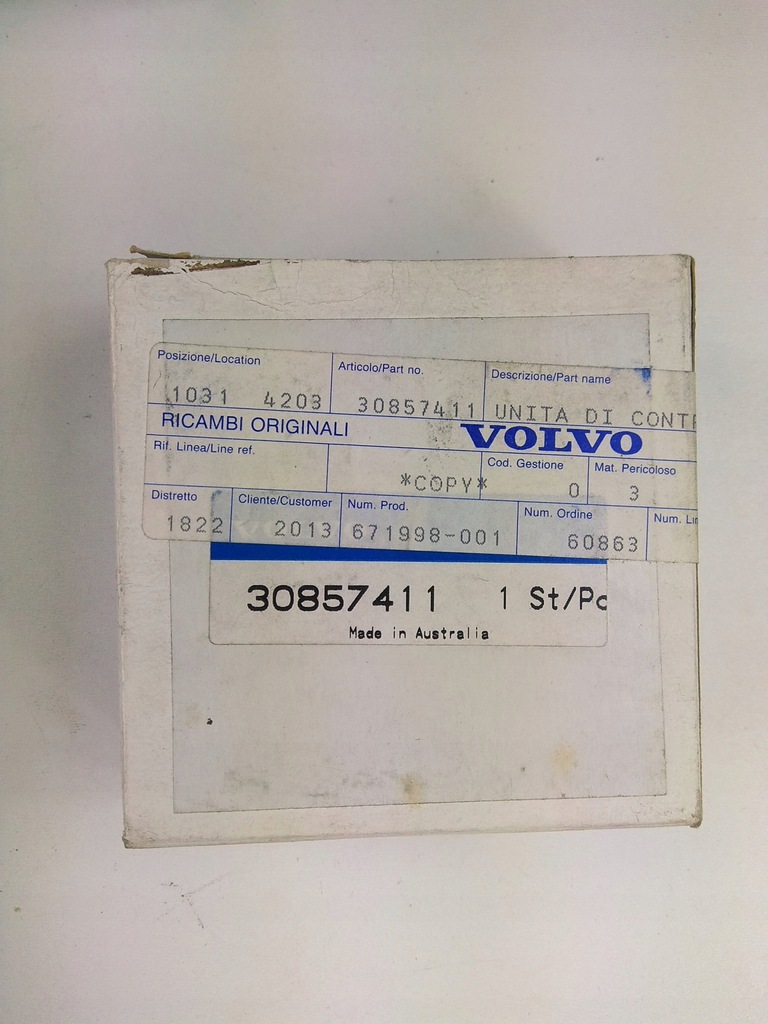 Posizione/Location Articolo/Part no. Descrizione/Part name
1031 4203 30857411 UNITA DI CONT
RICAMBI ORIGINALI VOLVO
Rif. Linea/Line ref. Cod. Gestione Mat. Pericoloso
*COPY* 0 3
Distretto Cliente/Customer Num. Prod. Num. Ordine Num.
1822 2013 671998-001 60863
30857411 1 St/Pc
Made in Australia